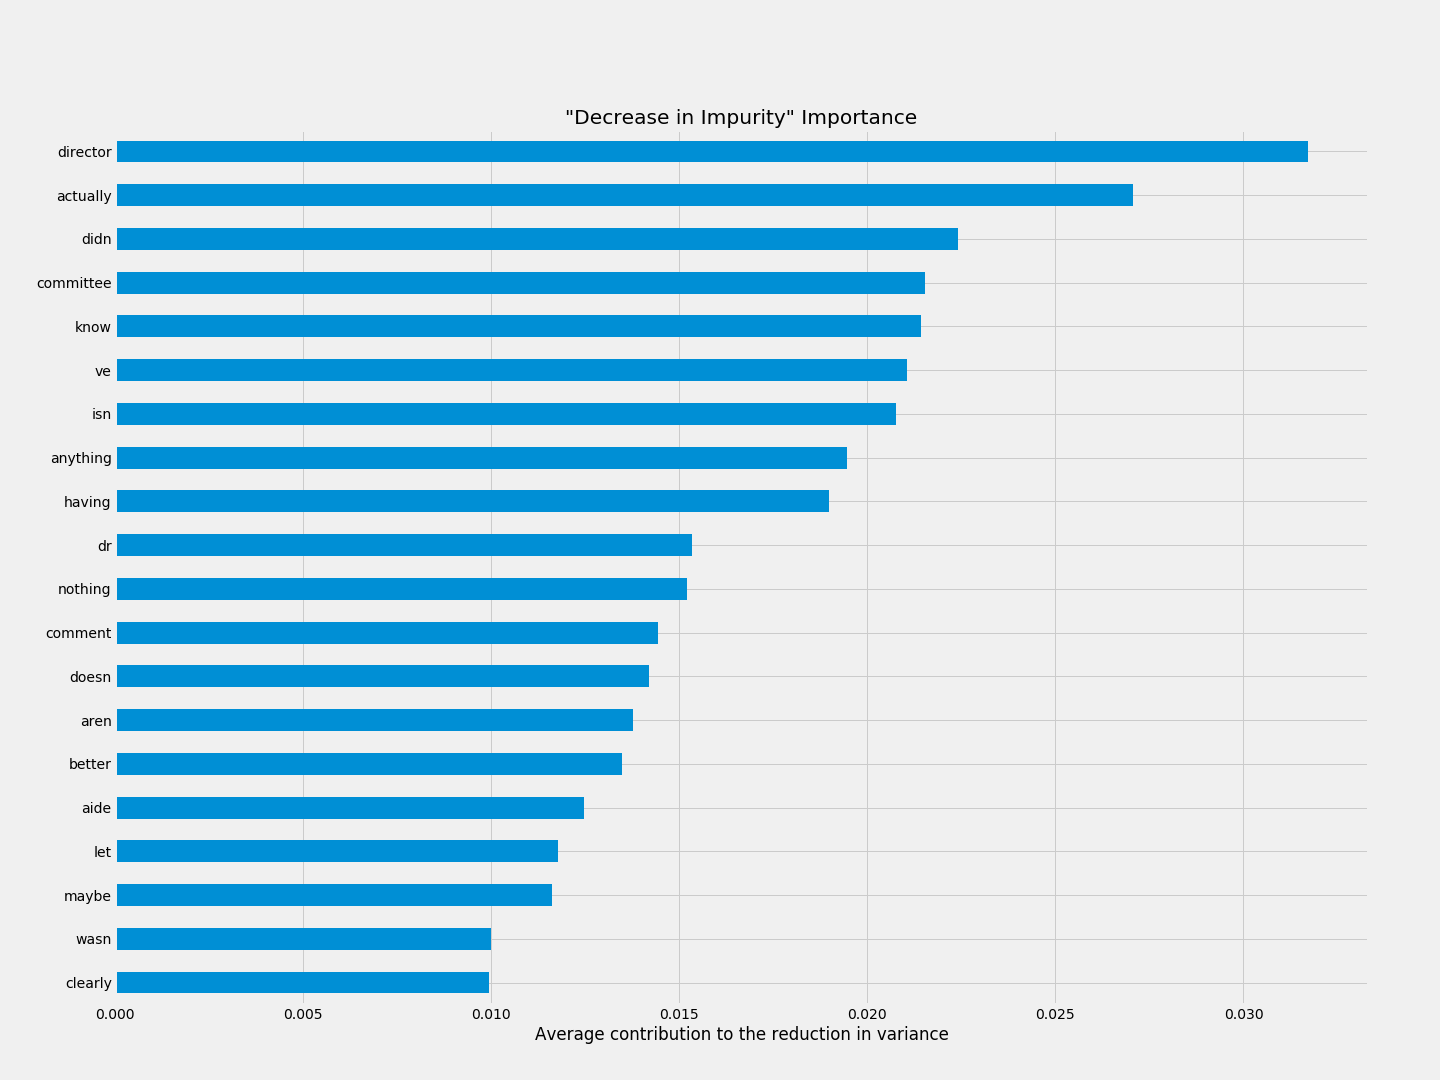 "Decrease in Impurity" Importance
director
actually
didn
committee
know
ve
isn
anything
having
dr
nothing
comment
doesn
aren
better
aide
let
maybe
wasn
clearly
0.000 0.005 0.010 0.015 0.020 0.025 0.030
Average contribution to the reduction in variance